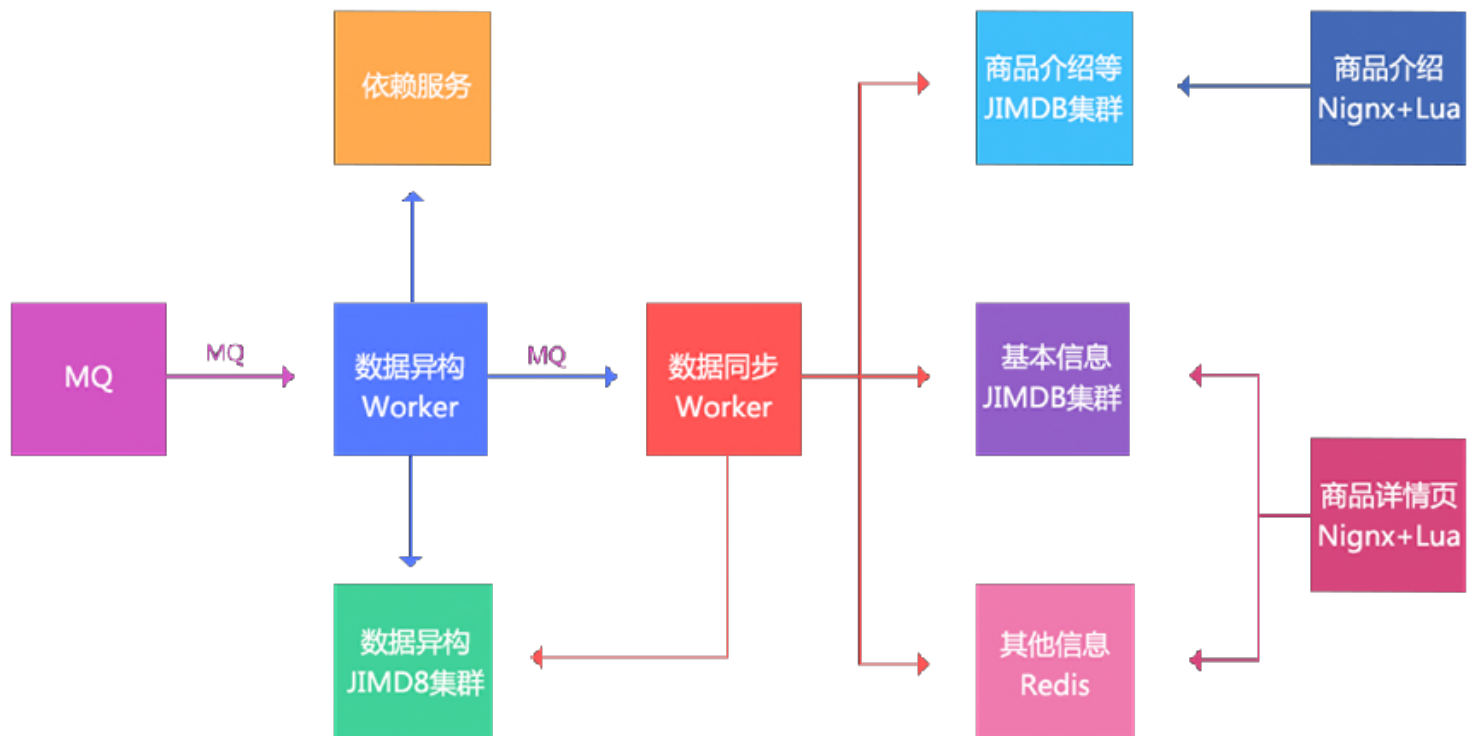 依赖服务
商品介绍等
JIMDB集群
商品介绍
Nignx+Lua
MQ
MQ
数据异构
Worker
MQ
数据同步
Worker
基本信息
JIMDB集群
商品详情页
Nignx+Lua
数据异构
JIMD8集群
其他信息
Redis